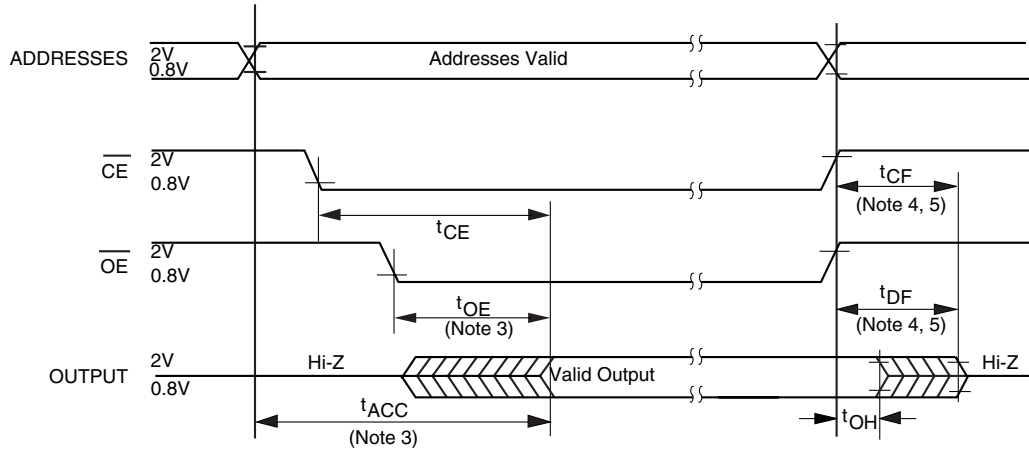 ADDRESSES 2V Addresses Valid
0.8V
CE 2V
0.8V
tCF
(Note 4, 5)
tCE
OE 2V
0.8V
tOE
(Note 3)
tDF
(Note 4, 5)
OUTPUT 2V Hi-Z Valid Output Hi-Z
0.8V
tACC
(Note 3)
tOH